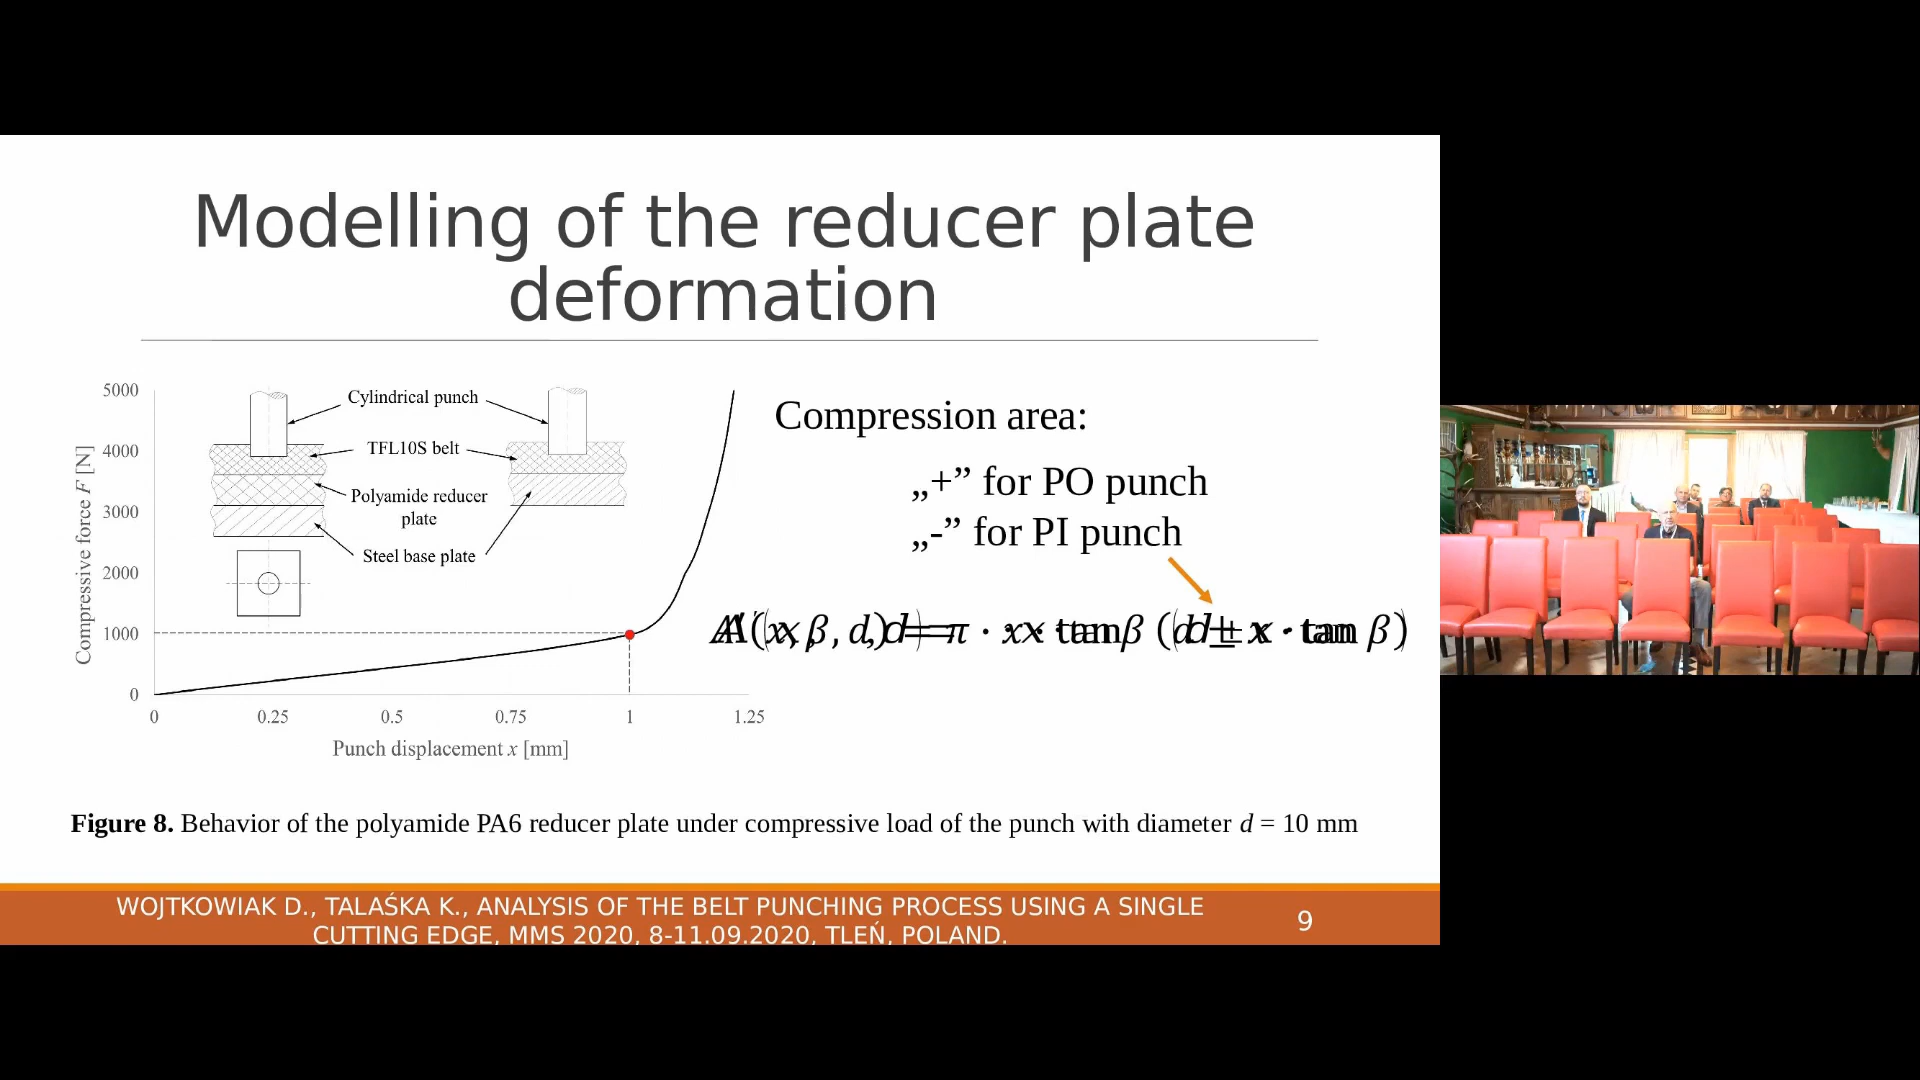 Modelling of the reducer plate
deformation
5000
4000
3000
2000
1000
0
Compressive force F [N]
0 0.25 0.5 0.75 1 1.25
Punch displacement x [mm]
Cylindrical punch
TFL10S belt
Polyamide reducer
plate
Steel base plate
Compression area:
„+” for PO punch
„-” for PI punch
A(x, β, d) = π · x · tan β (d ± x · tan β)
Figure 8. Behavior of the polyamide PA6 reducer plate under compressive load of the punch with diameter d = 10 mm
WOJTKOWIAK D., TALAŚKA K., ANALYSIS OF THE BELT PUNCHING PROCESS USING A SINGLE
CUTTING EDGE, MMS 2020, 8-11.09.2020, TLEŃ, POLAND.
9